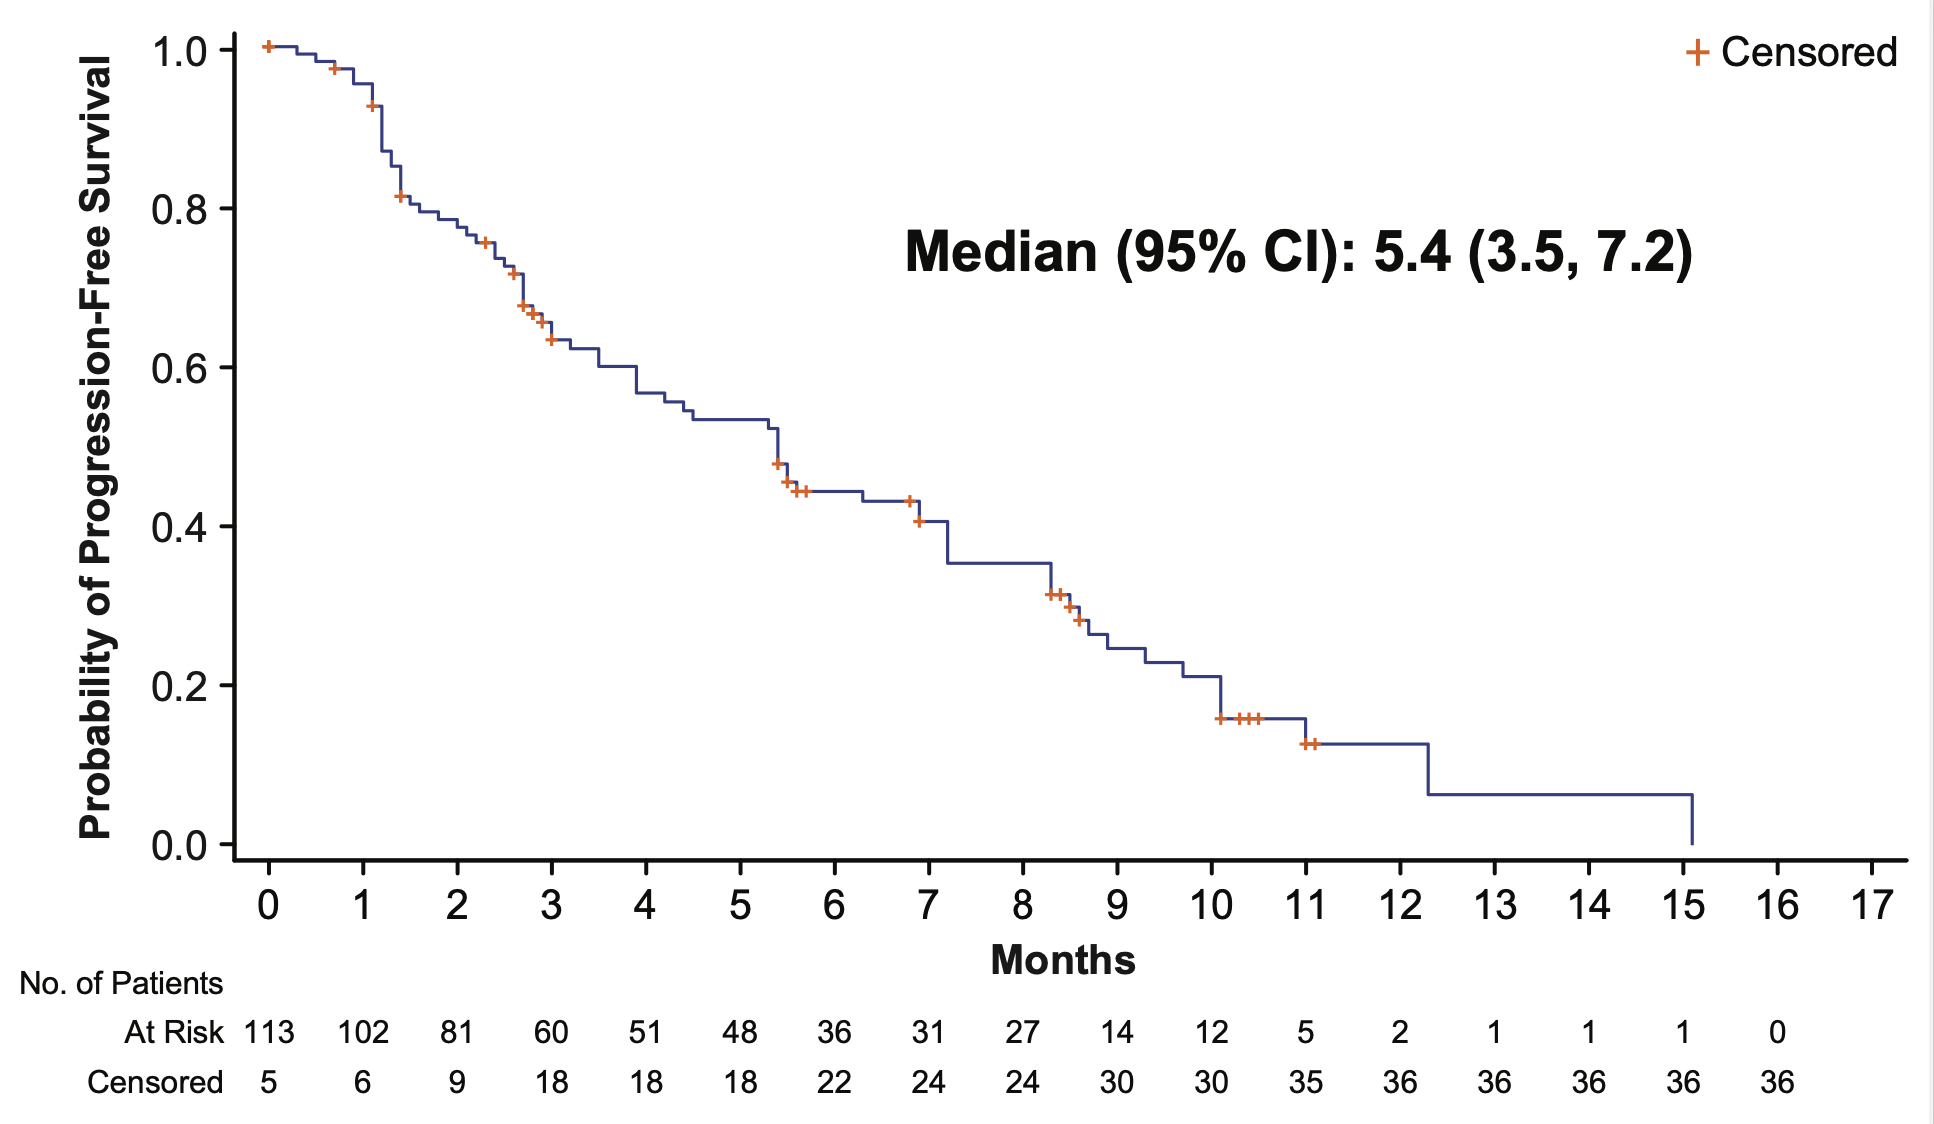 Probability of Progression-Free Survival
1.0
0.8
0.6
0.4
0.2
0.0
+ Censored
Median (95% CI): 5.4 (3.5, 7.2)
0 1 2 3 4 5 6 7 8 9 10 11 12 13 14 15 16 17
Months
No. of Patients
At Risk 113 102 81 60 51 48 36 31 27 14 12 5 2 1 1 1 0
Censored 5 6 9 18 18 18 22 24 24 30 30 35 36 36 36 36 36